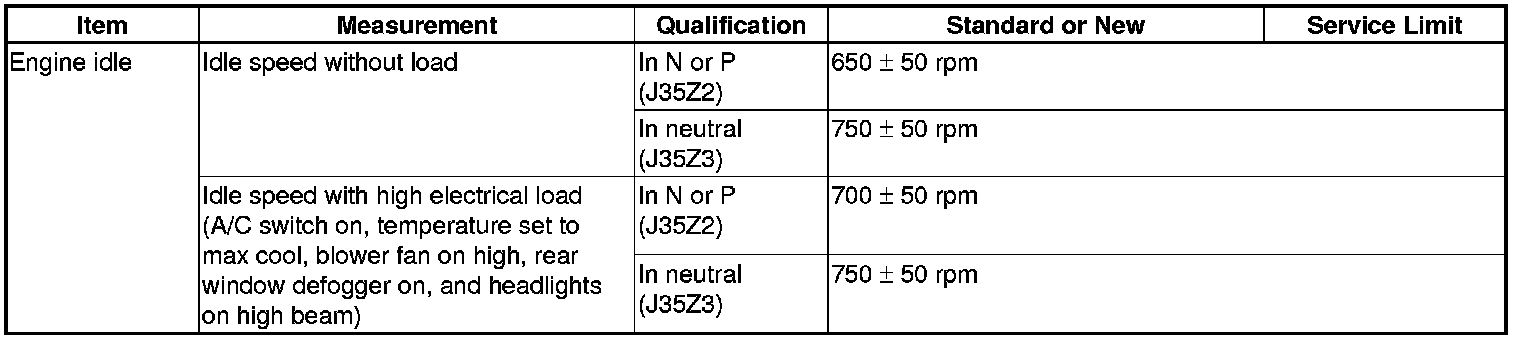 Item Measurement Qualification Standard or New Service Limit
Engine idle Idle speed without load In N or P 650 ± 50 rpm
(J35Z2)
In neutral 750 ± 50 rpm
(J35Z3)
Idle speed with high electrical load In N or P 700 ± 50 rpm
(A/C switch on, temperature set to (J35Z2)
max cool, blower fan on high, rear
window defogger on, and headlights In neutral 750 ± 50 rpm
on high beam) (J35Z3)